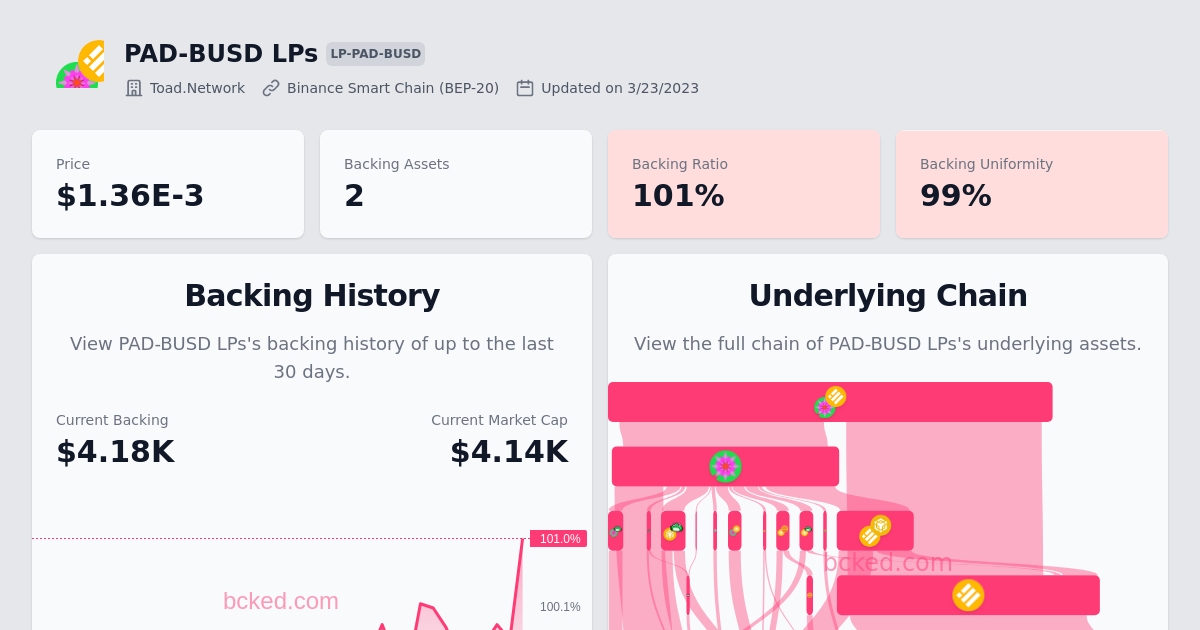 PAD-BUSD LPs LP-PAD-BUSD
Toad.Network Binance Smart Chain (BEP-20) Updated on 3/23/2023
Price
$1.36E-3
Backing Assets
2
Backing Ratio
101%
Backing Uniformity
99%
Backing History
View PAD-BUSD LPs's backing history of up to the last
30 days.
Current Backing
$4.18K
Current Market Cap
$4.14K
101.0%
100.1%
bcked.com
Underlying Chain
View the full chain of PAD-BUSD LPs's underlying assets.
bcked.com